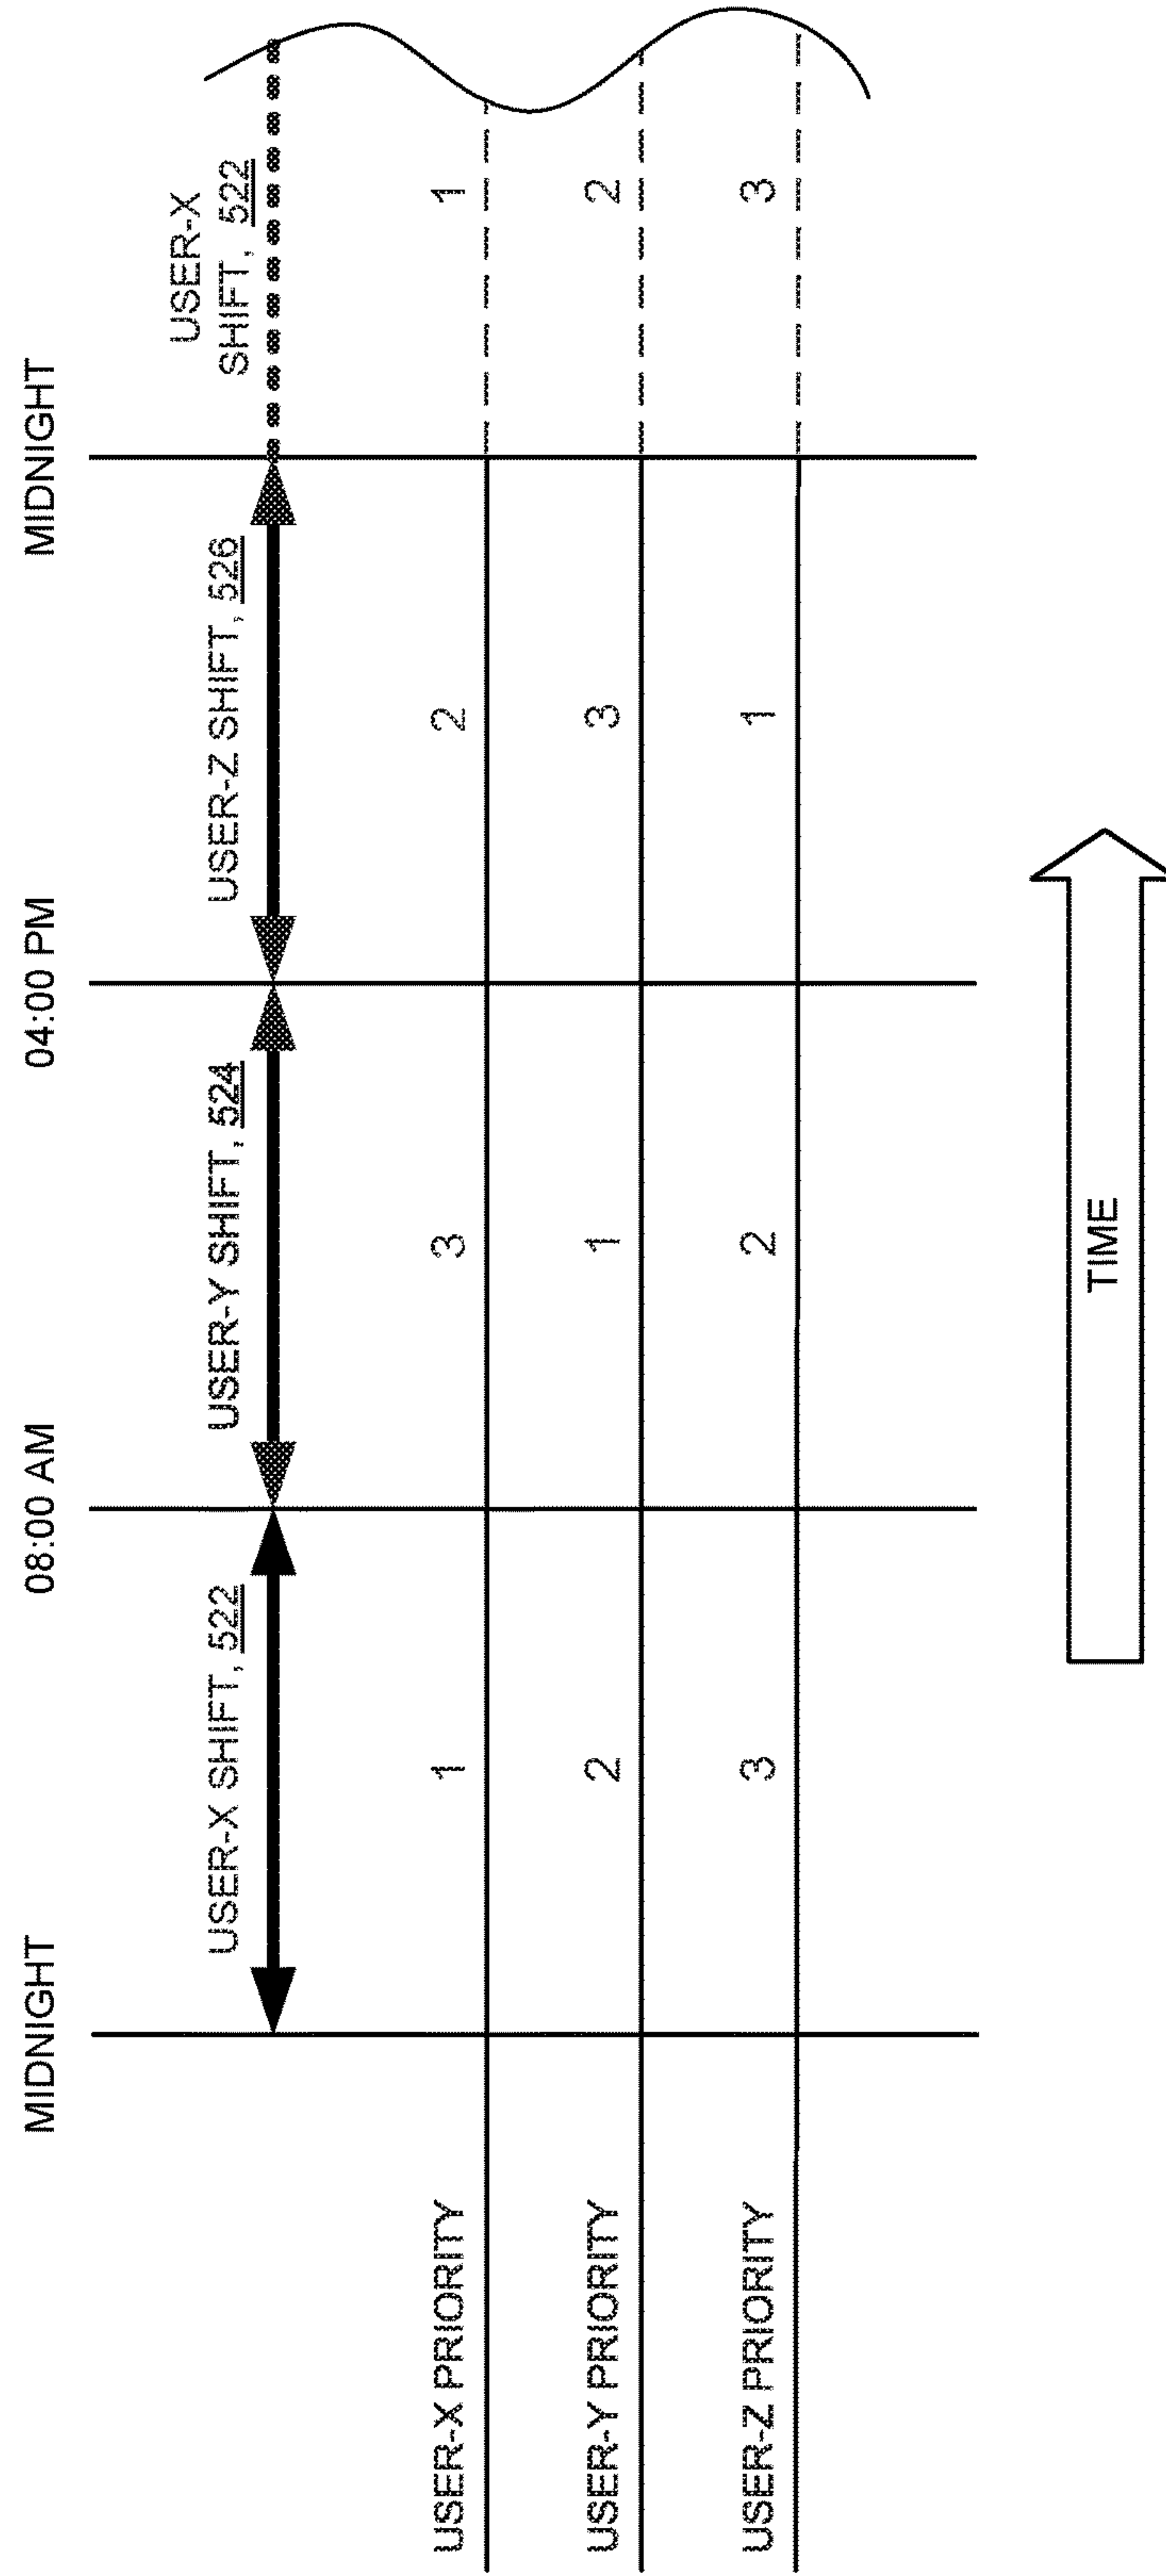 MIDNIGHT
08:00 AM
04:00 PM
MIDNIGHT
USER-X SHIFT, 522
USER-Y SHIFT, 524
USER-Z SHIFT, 526
USER-X
SHIFT, 522
USER-X PRIORITY
1
3
2
1
USER-Y PRIORITY
2
1
3
2
USER-Z PRIORITY
3
2
1
3
TIME